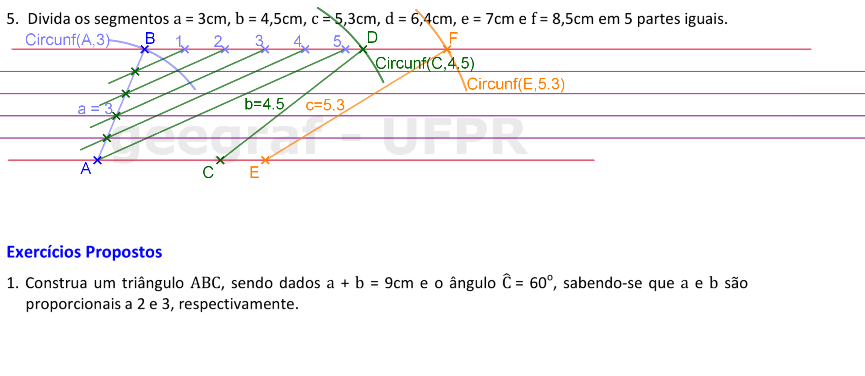 5. Divida os segmentos a = 3cm, b = 4,5cm, c = 5,3cm, d = 6,4cm, e = 7cm e f = 8,5cm em 5 partes iguais.
Circunf(A,3) B 1 2 3 4 5 D F
Circunf(C,4,5)
Circunf(E,5.3)
a = 3 b=4.5 c=5.3
geegraf - UFPR
A C E
Exercícios Propostos
1. Construa um triângulo ABC, sendo dados a + b = 9cm e o ângulo Ĉ = 60°, sabendo-se que a e b são
proporcionais a 2 e 3, respectivamente.